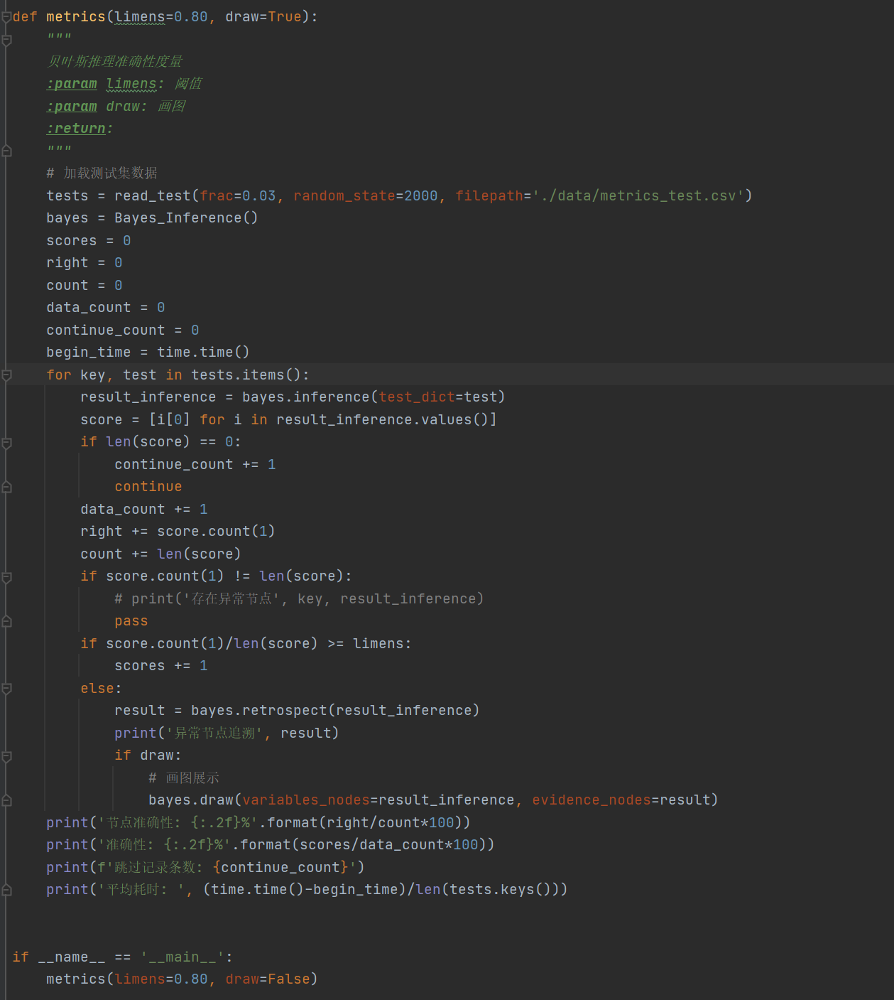 def metrics(limens=0.80, draw=True):
    """
    贝叶斯推理准确性度量
    :param limens: 阈值
    :param draw: 画图
    :return:
    """
    # 加载测试集数据
    tests = read_test(frac=0.03, random_state=2000, filepath='./data/metrics_test.csv')
    bayes = Bayes_Inference()
    scores = 0
    right = 0
    count = 0
    data_count = 0
    continue_count = 0
    begin_time = time.time()
    for key, test in tests.items():
        result_inference = bayes.inference(test_dict=test)
        score = [i[0] for i in result_inference.values()]
        if len(score) == 0:
            continue_count += 1
            continue
        data_count += 1
        right += score.count(1)
        count += len(score)
        if score.count(1) != len(score):
            # print('存在异常节点', key, result_inference)
            pass
        if score.count(1)/len(score) >= limens:
            scores += 1
        else:
            result = bayes.retrospect(result_inference)
            print('异常节点追溯', result)
            if draw:
                # 画图展示
                bayes.draw(variables_nodes=result_inference, evidence_nodes=result)
    print('节点准确性: {:.2f}%'.format(right/count*100))
    print('准确性: {:.2f}%'.format(scores/data_count*100))
    print(f'跳过记录条数: {continue_count}')
    print('平均耗时: ', (time.time()-begin_time)/len(tests.keys()))
if __name__ == '__main__':
    metrics(limens=0.80, draw=False)